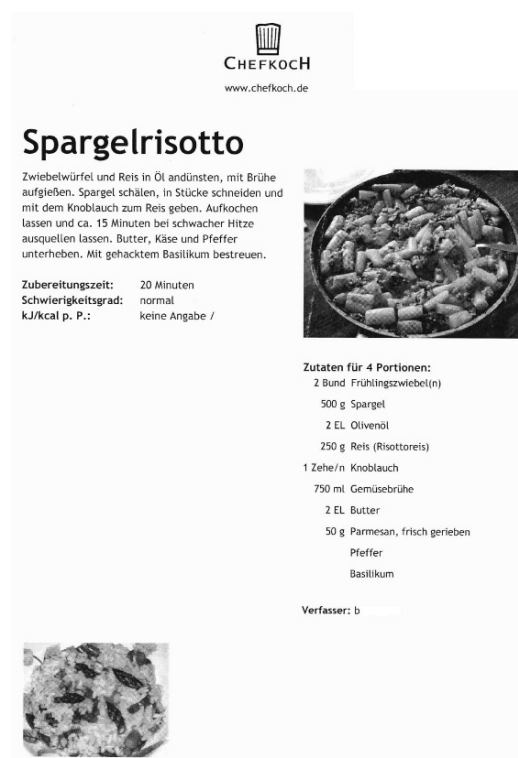 CHEFKOCH
www.chefkoch.de
Spargelrisotto
Zwiebelwürfel und Reis in Öl andünsten, mit Brühe
aufgießen. Spargel schälen, in Stücke schneiden und
mit dem Knoblauch zum Reis geben. Aufkochen
lassen und ca. 15 Minuten bei schwacher Hitze
ausquellen lassen. Butter, Käse und Pfeffer
unterheben. Mit gehacktem Basilikum bestreuen.
Zubereitungszeit: 20 Minuten
Schwierigkeitsgrad: normal
kJ/kcal p. P.: keine Angabe /
Zutaten für 4 Portionen:
2 Bund Frühlingszwiebel(n)
500 g Spargel
2 EL Olivenöl
250 g Reis (Risottoreis)
1 Zehe/n Knoblauch
750 ml Gemüsebrühe
2 EL Butter
50 g Parmesan, frisch gerieben
Pfeffer
Basilikum
Verfasser: b